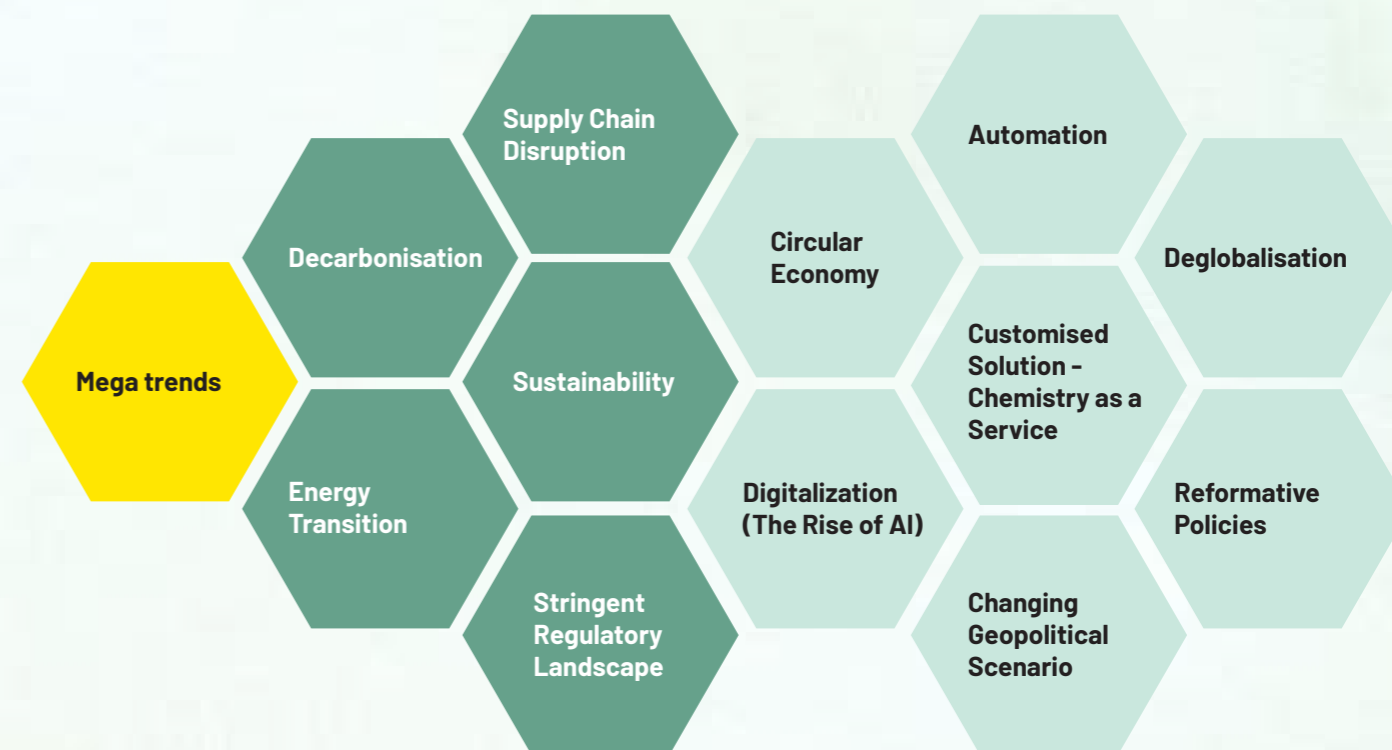 Mega trends
Decarbonisation
Energy
Transition
Supply Chain
Disruption
Sustainability
Stringent
Regulatory
Landscape
Circular
Economy
Digitalization
(The Rise of AI)
Automation
Customised
Solution -
Chemistry as a
Service
Changing
Geopolitical
Scenario
Deglobalisation
Reformative
Policies